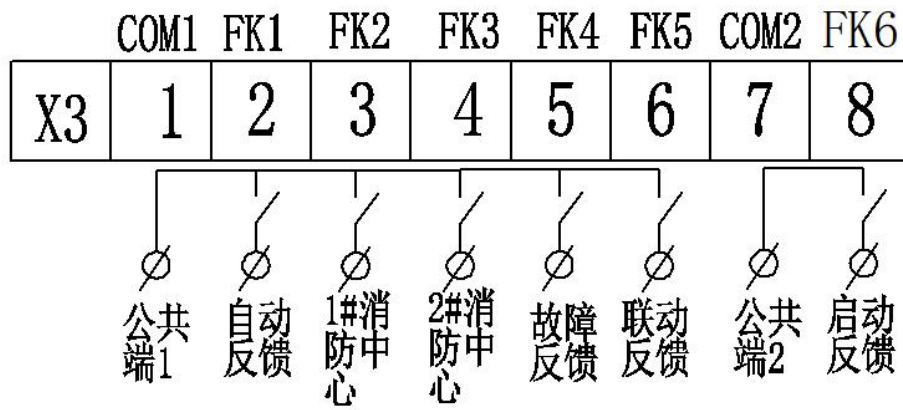 COM1 FK1 FK2 FK3 FK4 FK5 COM2 FK6
X3 1 2 3 4 5 6 7 8
公共端1
自动反馈
1#消防中心
2#消防中心
故障反馈
联动反馈
公共端2
启动反馈